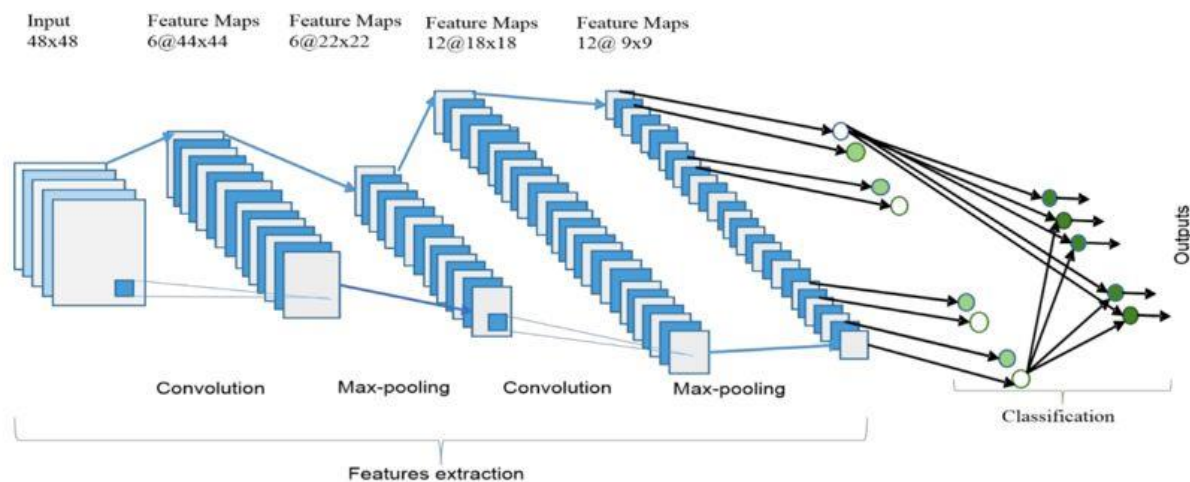 Input
48x48
Feature Maps
6@44x44
Feature Maps
6@22x22
Feature Maps
12@18x18
Feature Maps
12@ 9x9
Outputs
Convolution
Max-pooling
Convolution
Max-pooling
Classification
Features extraction